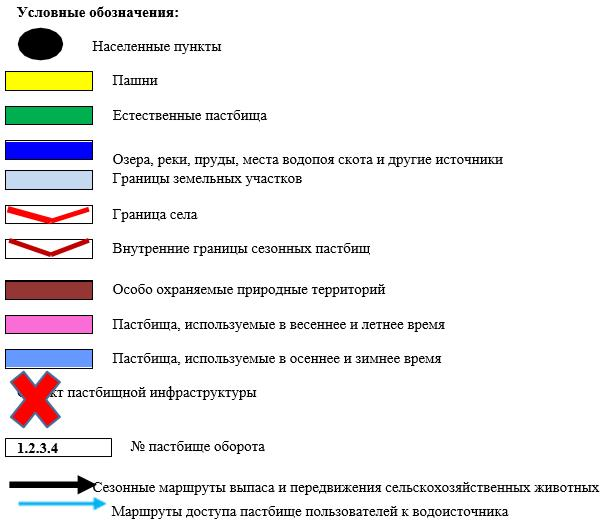 Условные обозначения:
Населенные пункты
Пашни
Естественные пастбища
Озера, реки, пруды, места водопоя скота и другие источники
Границы земельных участков
Граница села
Внутренние границы сезонных пастбищ
Особо охраняемые природные территорий
Пастбища, используемые в весеннее и летнее время
Пастбища, используемые в осеннее и зимнее время
пастбищной инфраструктуры
1.2.3.4 № пастбище оборота
Сезонные маршруты выпаса и передвижения сельскохозяйственных животных
Маршруты доступа пастбище пользователей к водоисточника